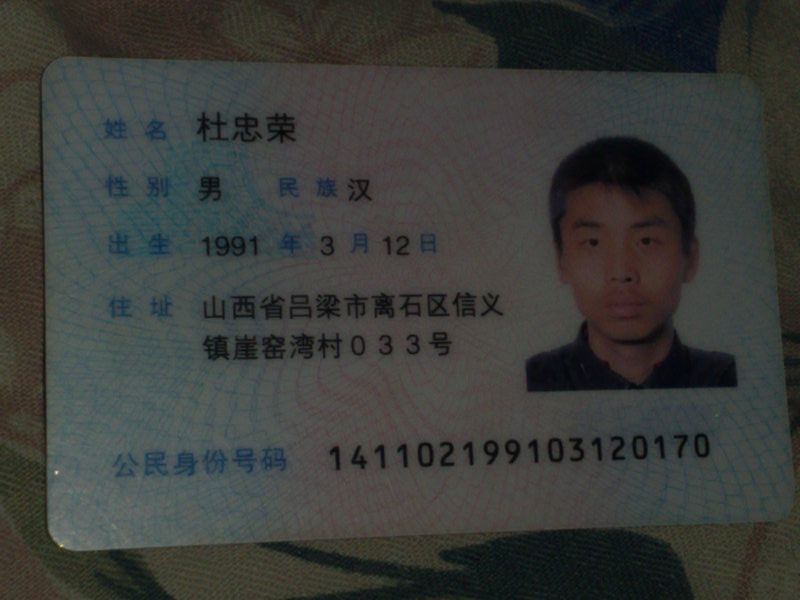 姓名 杜忠荣
性别 男 民族 汉
出生 1991 年 3 月 12 日
住址 山西省吕梁市离石区信义
镇崖窑湾村033号
公民身份号码 141102199103120170